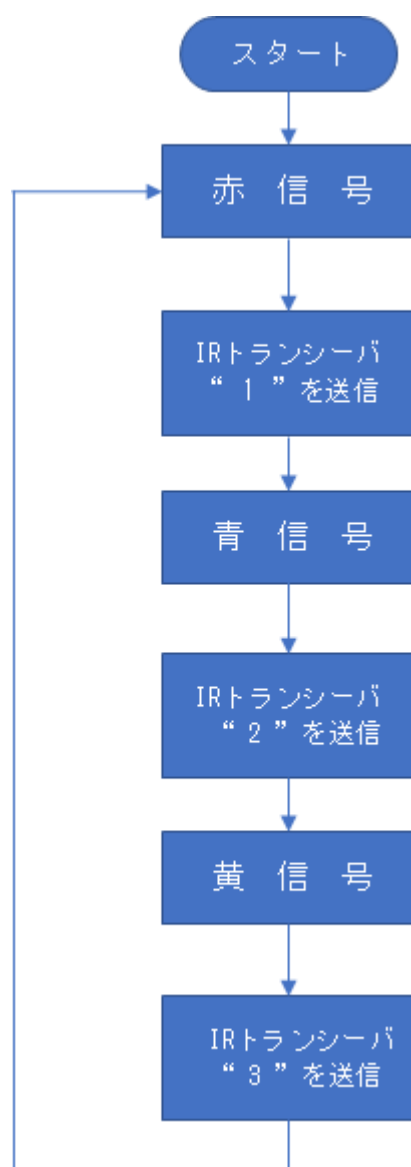 スタート
赤 信 号
IRトランシーバ
“ 1 ”を送信
青 信 号
IRトランシーバ
“ 2 ”を送信
黄 信 号
IRトランシーバ
“ 3 ”を送信